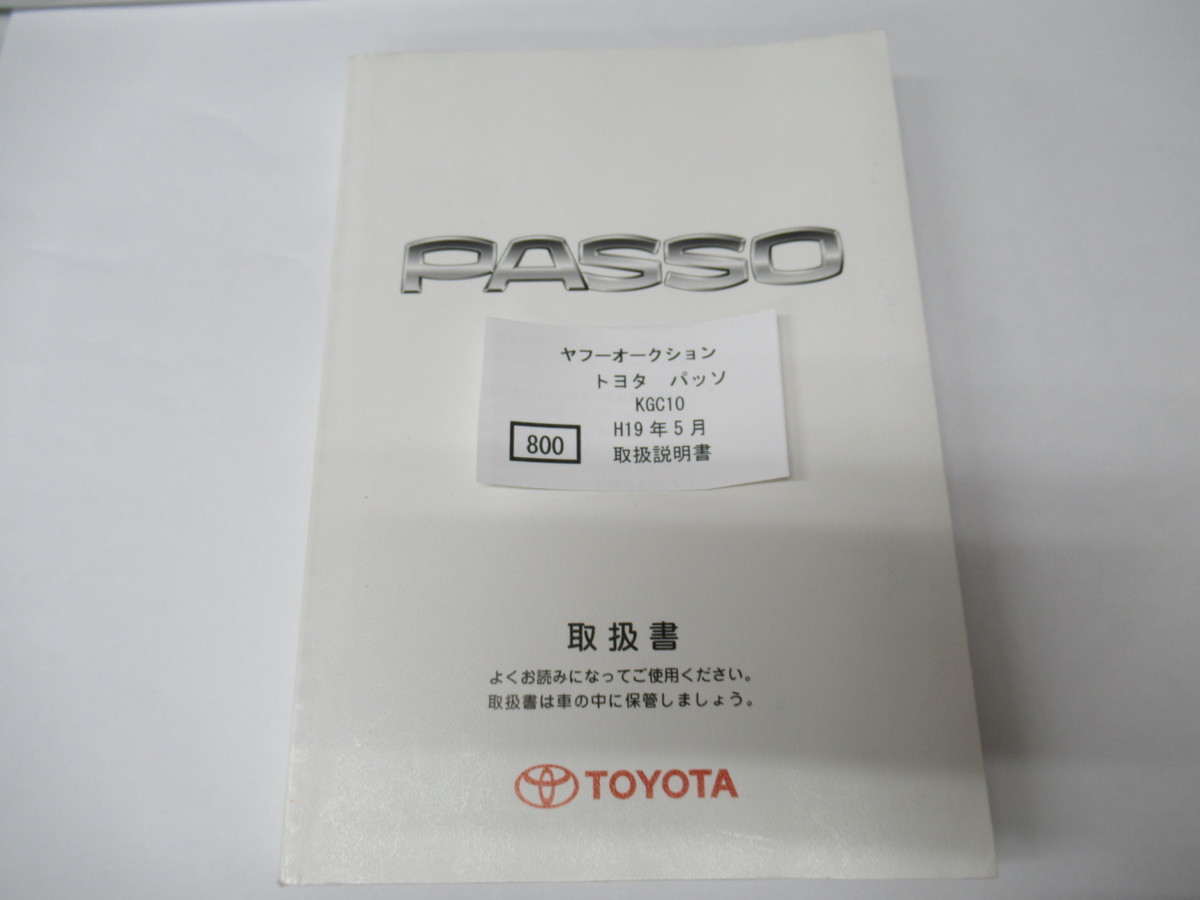 PASSO
ヤフーオークション
トヨタ　パッソ
KGC10
H19年5月
800
取扱説明書
取扱書
よくお読みになってご使用ください。
取扱書は車の中に保管しましょう。
TOYOTA